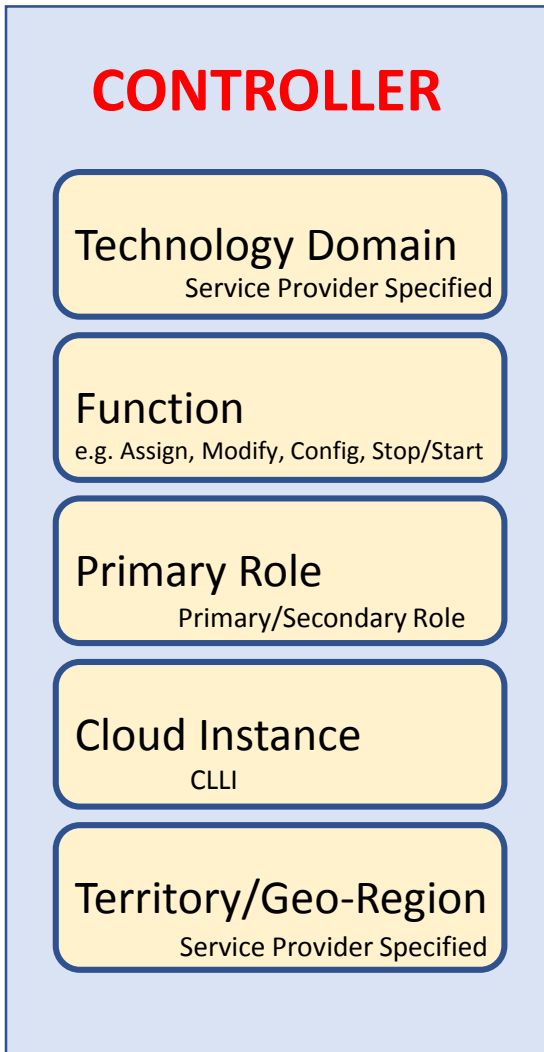 CONTROLLER
Technology Domain
Service Provider Specified
Function
e.g. Assign, Modify, Config, Stop/Start
Primary Role
Primary/Secondary Role
Cloud Instance
CLLI
Territory/Geo-Region
Service Provider Specified